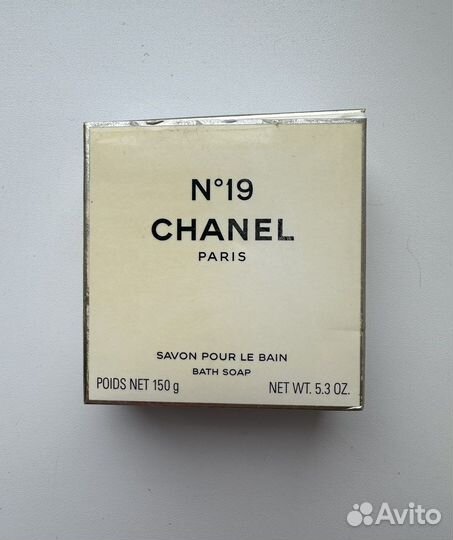 N°19
CHANEL
PARIS
SAVON POUR LE BAIN
BATH SOAP
POIDS NET 150 g NET WT. 5.3 OZ.
Avito